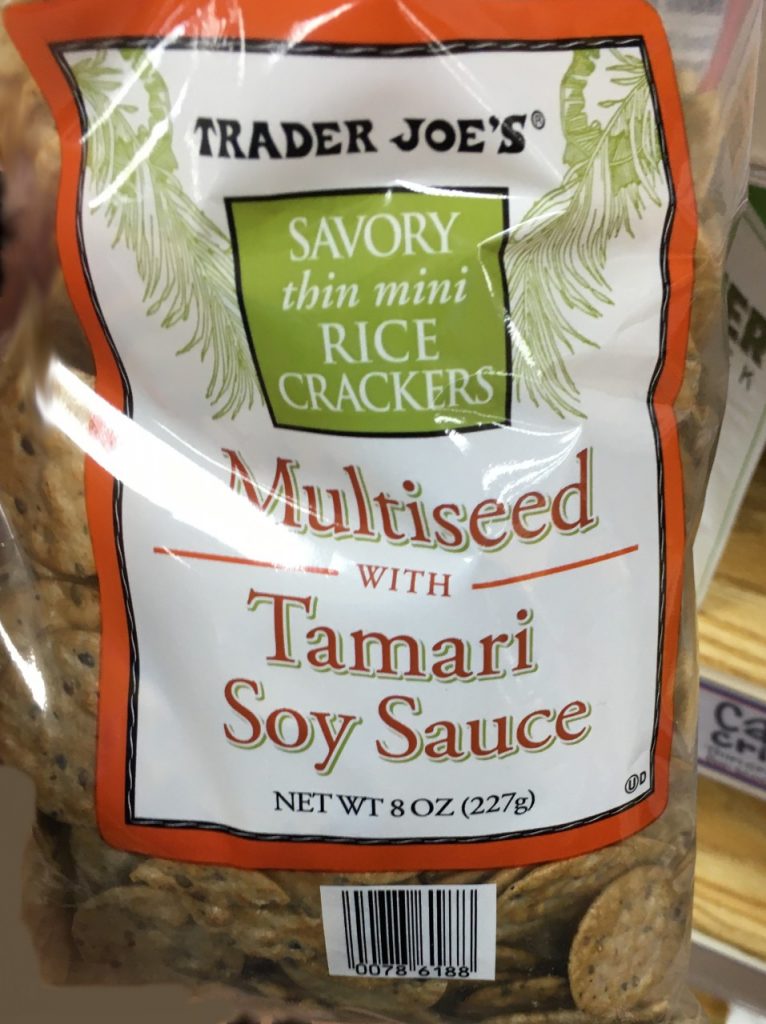 TRADER JOE'S®
SAVORY
thin mini
RICE
CRACKERS
Multiseed
WITH
Tamari
Soy Sauce
NET WT 8 OZ (227g)
Ⓤ D
0078 6188
ER
K